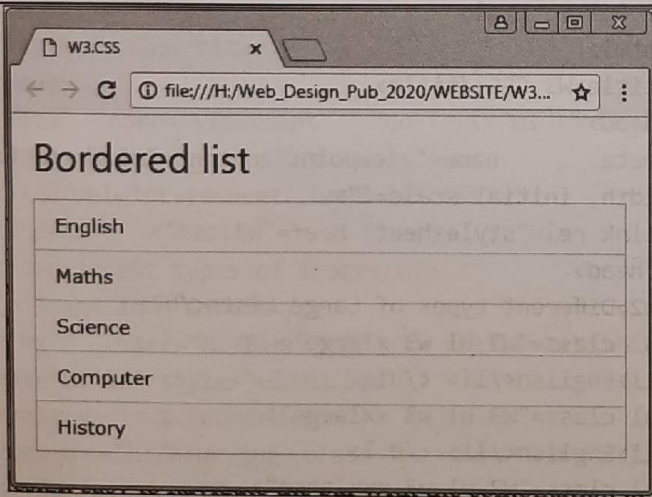 W3.CSS
file:///H:/Web_Design_Pub_2020/WEBSITE/W3...
Bordered list
English
Maths
Science
Computer
History